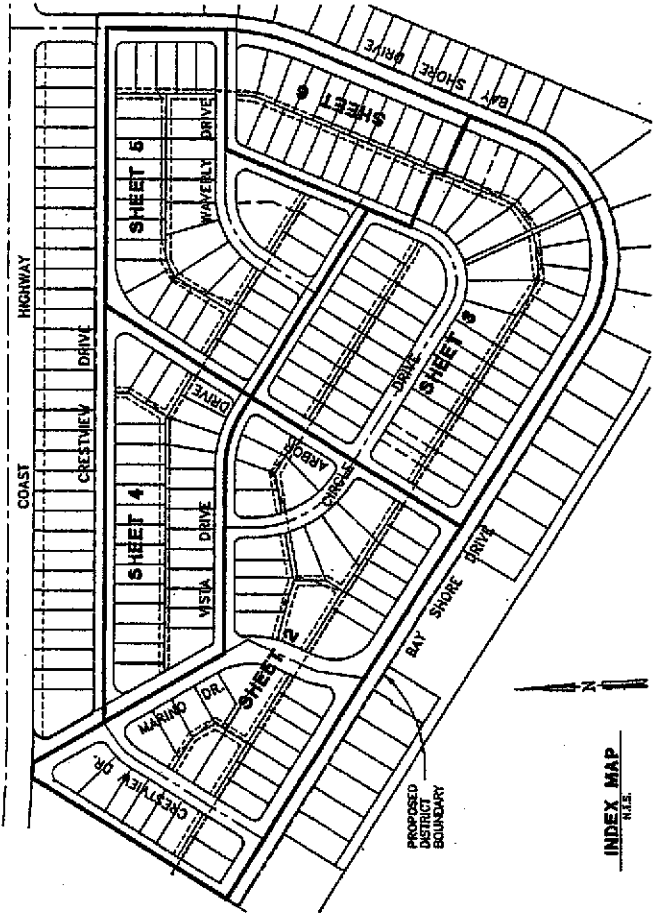 COAST
HIGHWAY
CRESTVIEW
DRIVE
BAY
SHORE
DRIVE
SHEET 5
WAVERLY
DRIVE
SHEET 6
SHEET 4
VISTA
DRIVE
DRIVE
ARBOR
CIRCLE
DRIVE
SHEET 3
MARINO
DR.
CRESTVIEW DR.
SHEET 2
BAY
SHORE
DRIVE
PROPOSED
DISTRICT
BOUNDARY
N
INDEX MAP
N.T.S.